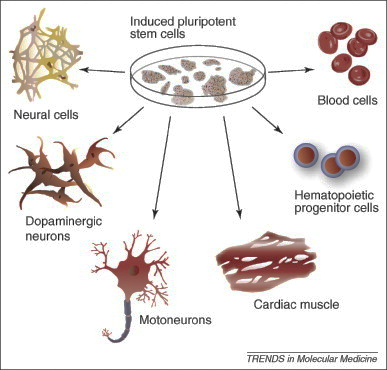 Induced pluripotent
stem cells
Neural cells
Blood cells
Dopaminergic
neurons
Hematopoietic
progenitor cells
Motoneurons
Cardiac muscle
TRENDS in Molecular Medicine